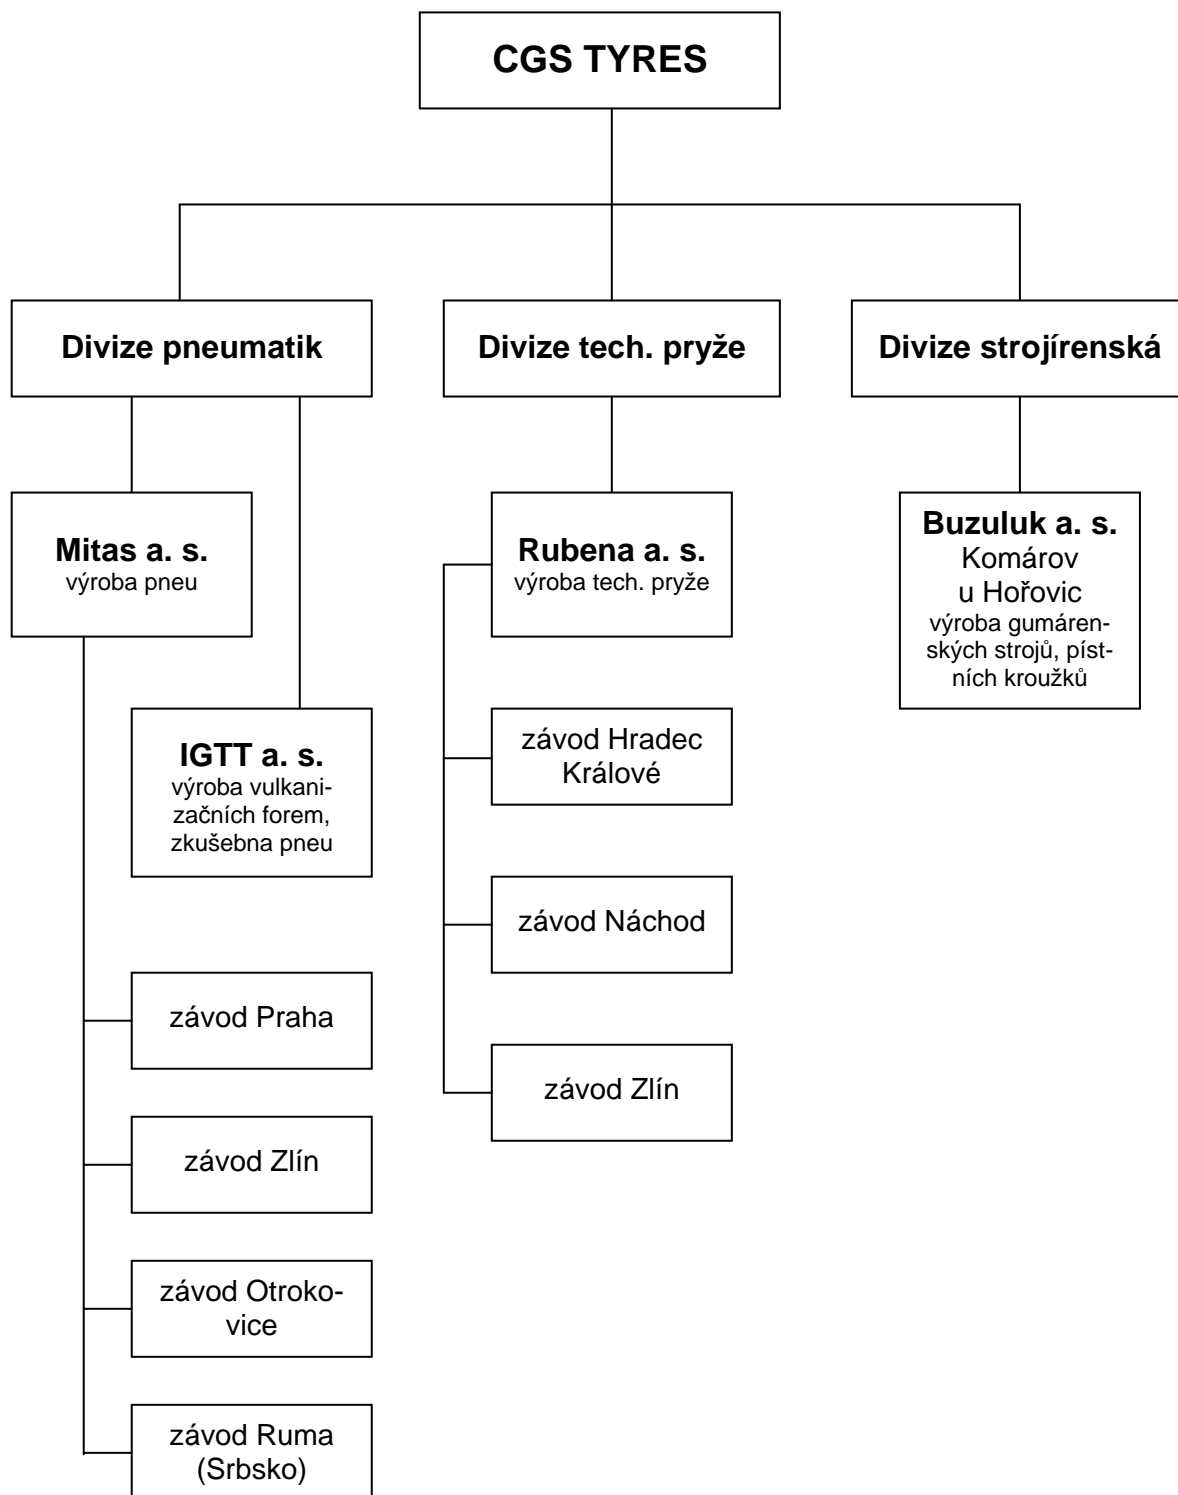 CGS TYRES
Divize pneumatik
Divize tech. pryže
Divize strojírenská
Mitas a. s.
výroba pneu
Rubena a. s.
výroba tech. pryže
Buzuluk a. s.
Komárov
u Hořovic
výroba gumáren-
ských strojů, píst-
ních kroužků
IGTT a. s.
výroba vulkani-
začních forem,
zkušebna pneu
závod Hradec
Králové
závod Náchod
závod Praha
závod Zlín
závod Zlín
závod Otroko-
vice
závod Ruma
(Srbsko)